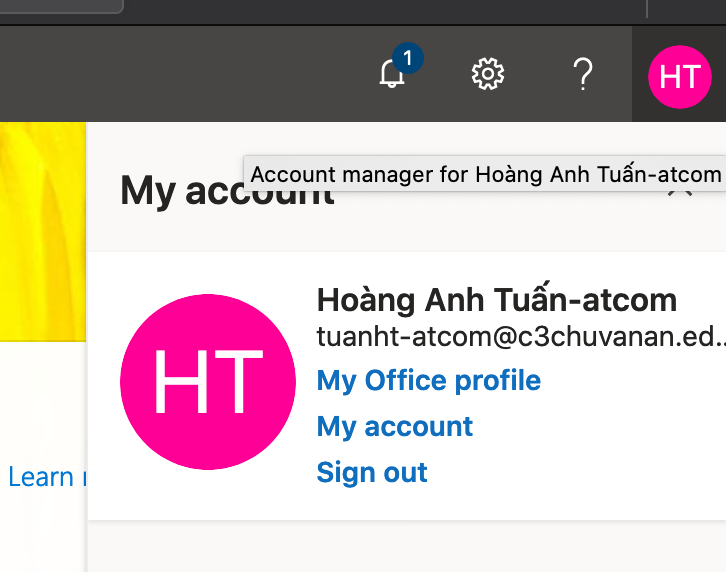 1
HT
Account manager for Hoàng Anh Tuấn-atcom
My account
HT
Hoàng Anh Tuấn-atcom
tuanht-atcom@c3chuvanan.ed...
My Office profile
My account
Sign out
Learn